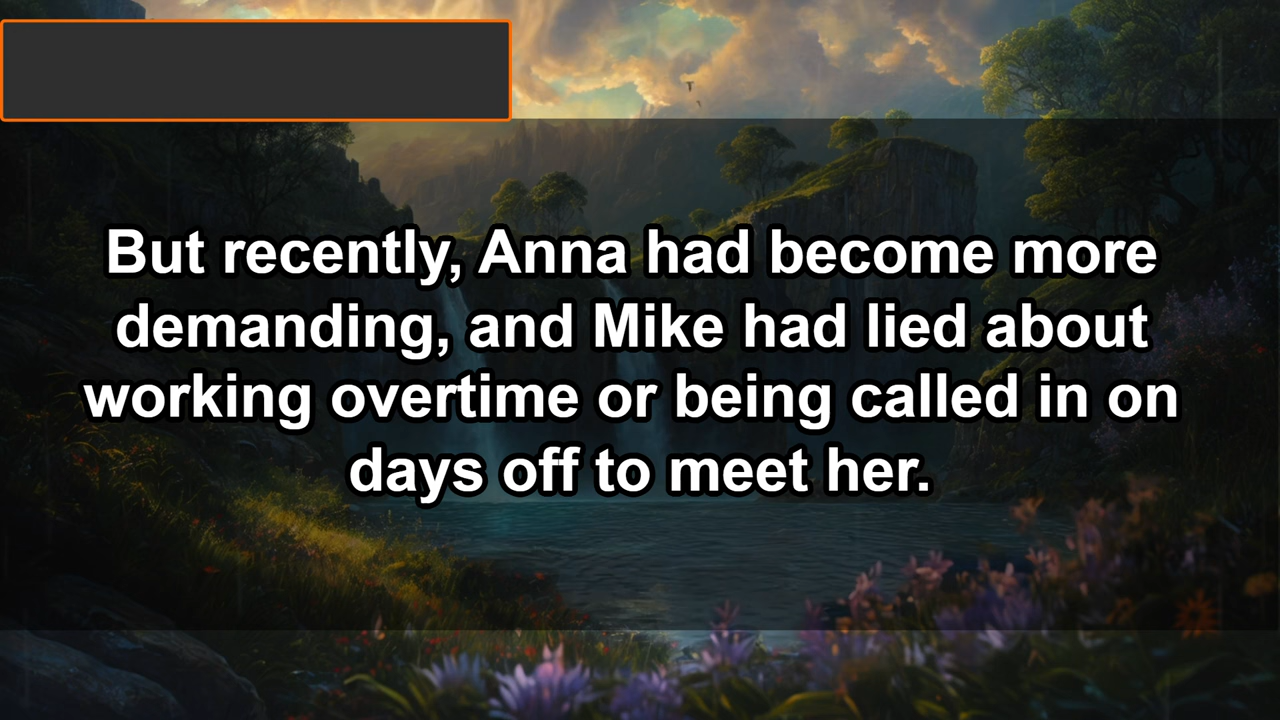 But recently, Anna had become more
demanding, and Mike had lied about
working overtime or being called in on
days off to meet her.